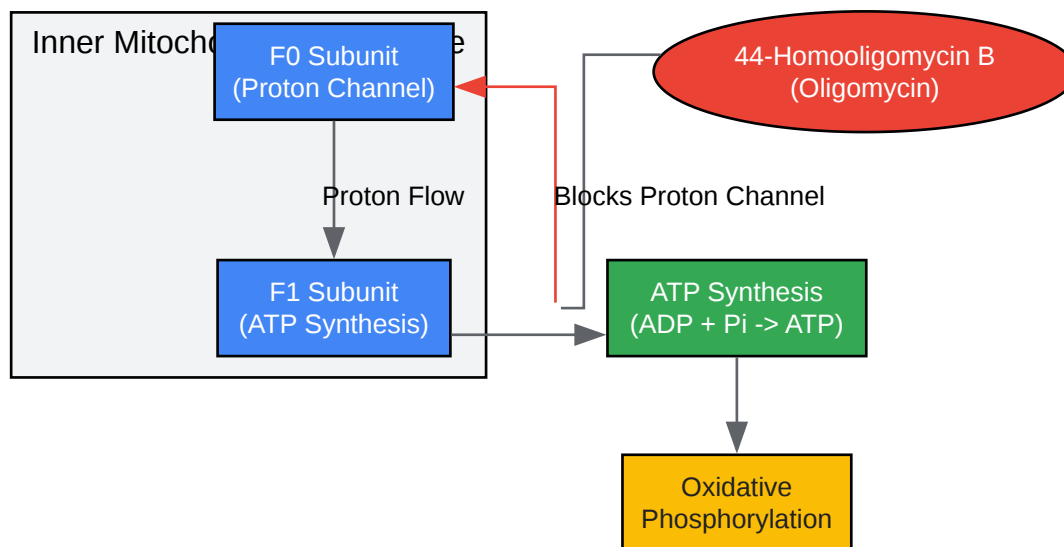 Inner Mitocho
e
F0 Subunit
(Proton Channel)
44-Homooligomycin B
(Oligomycin)
Proton Flow
Blocks Proton Channel
F1 Subunit
(ATP Synthesis)
ATP Synthesis
(ADP + Pi -> ATP)
Oxidative
Phosphorylation